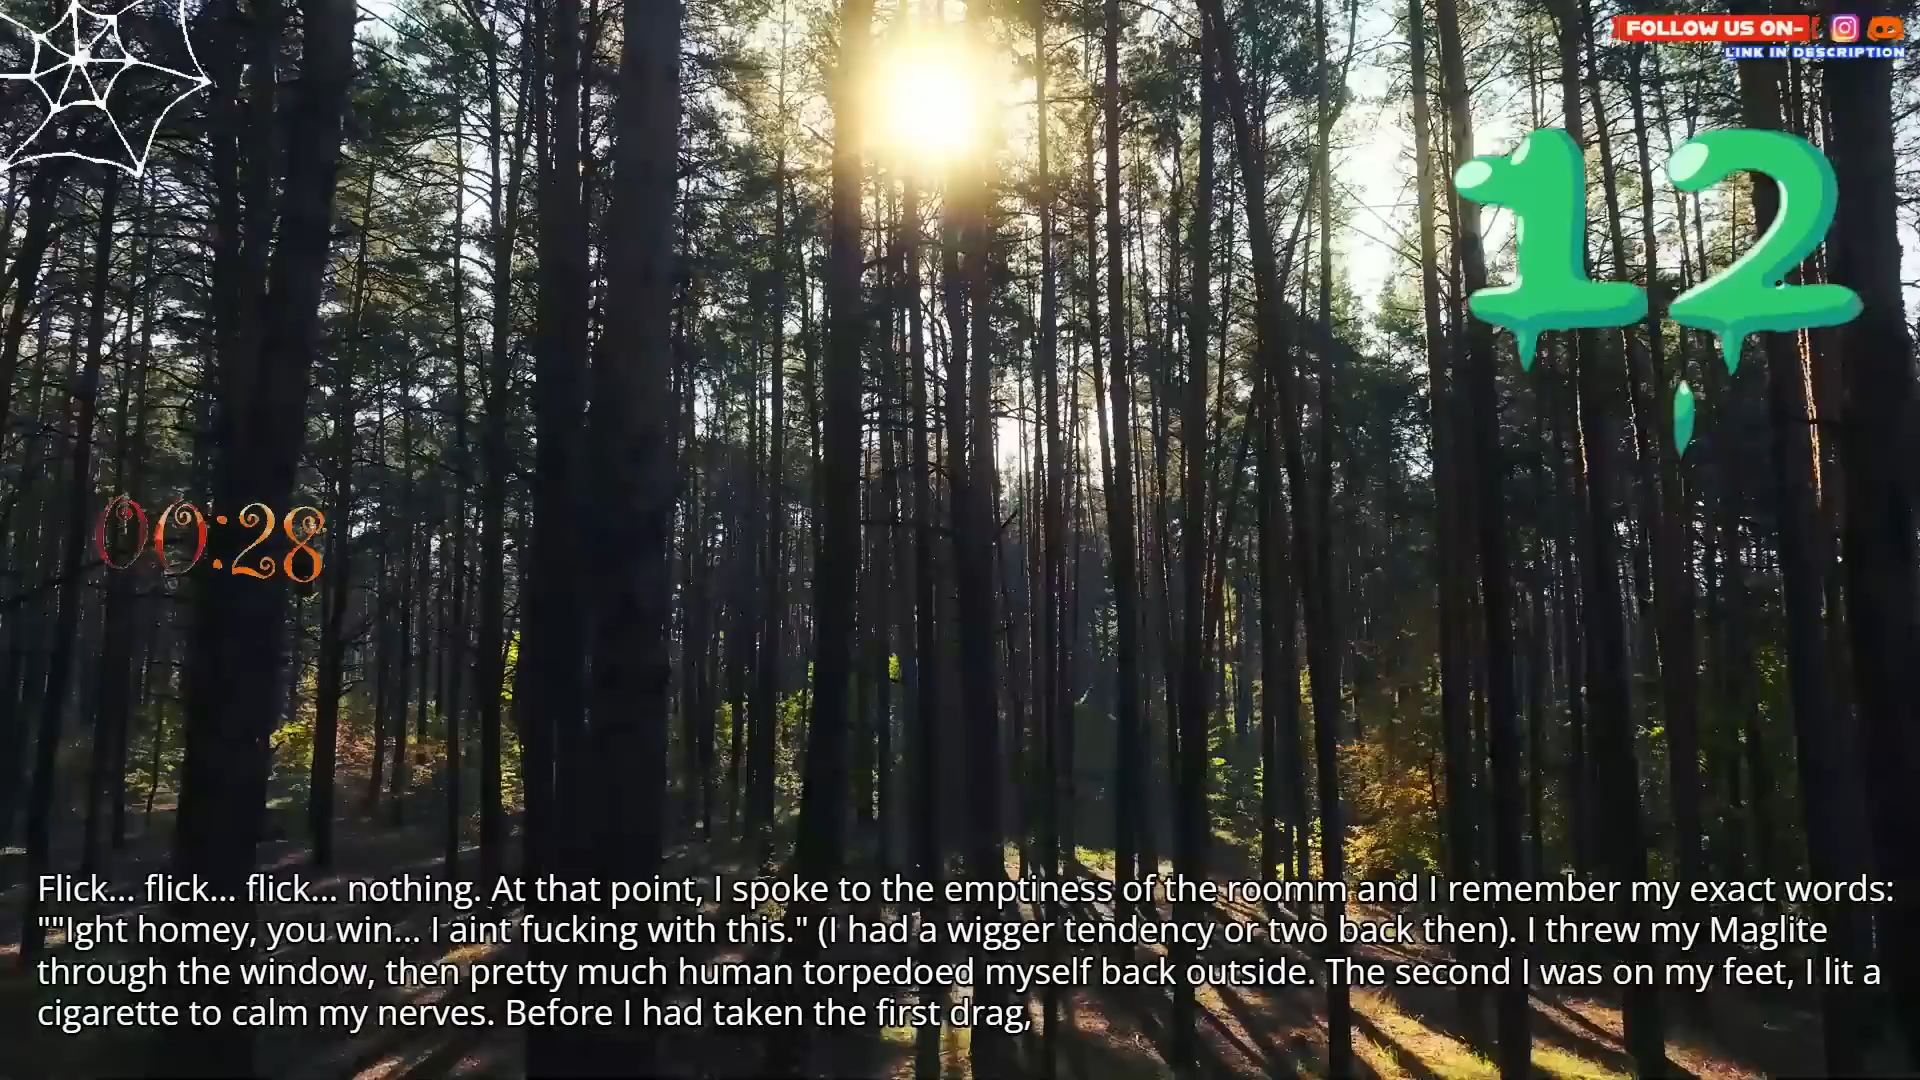 FOLLOW US ON-
LINK IN DESCRIPTION
12
00:28
Flick... flick... flick... nothing. At that point, I spoke to the emptiness of the roomm and I remember my exact words:
""Ight homey, you win... I aint fucking with this." (I had a wigger tendency or two back then). I threw my Maglite
through the window, then pretty much human torpedoed myself back outside. The second I was on my feet, I lit a
cigarette to calm my nerves. Before I had taken the first drag,